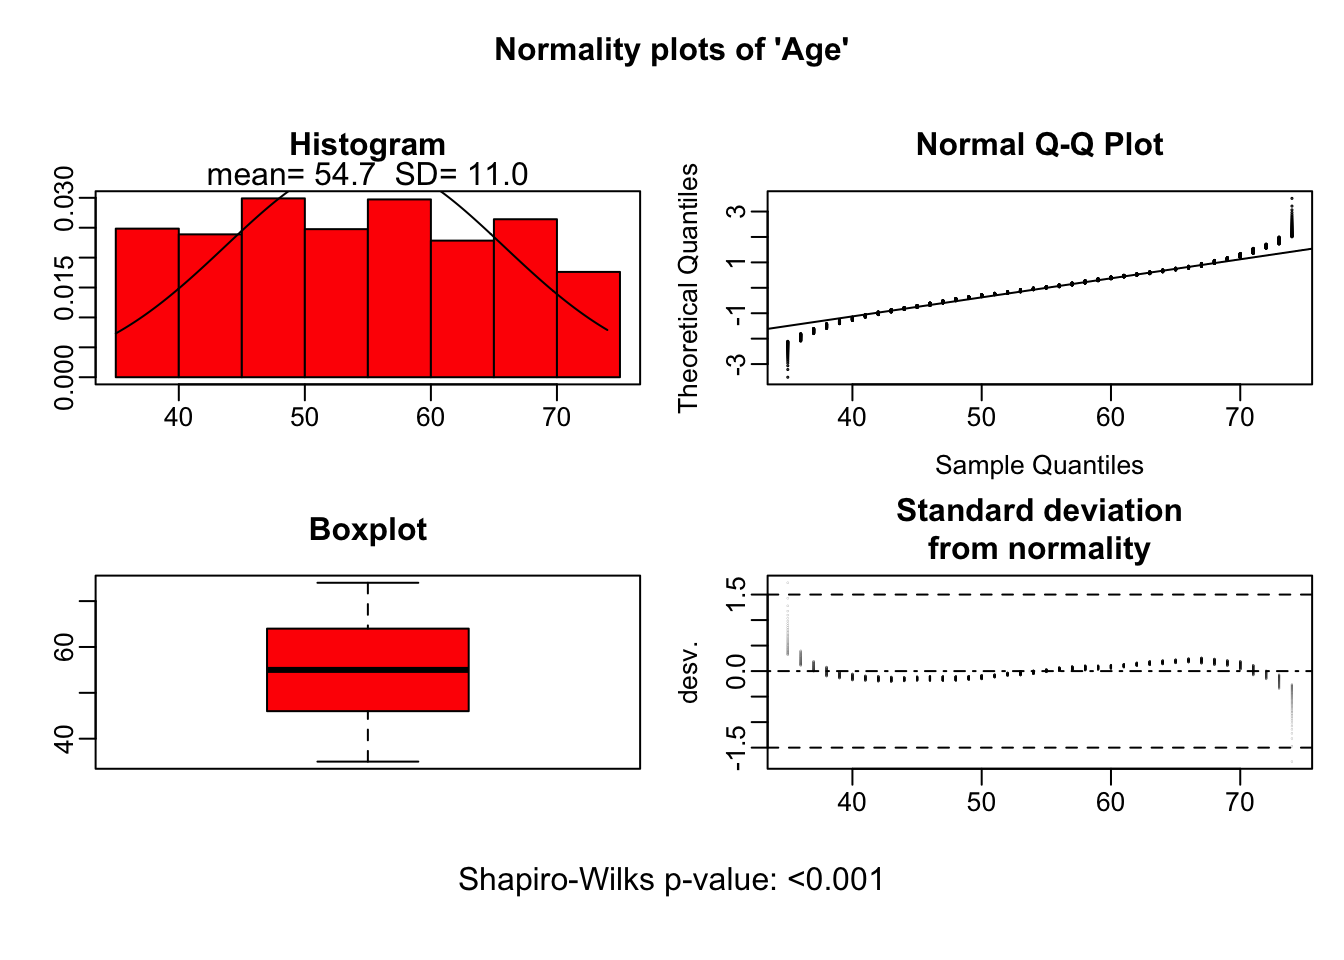 Normality plots of 'Age'
Histogram
mean= 54.7  SD= 11.0
0.000 0.015 0.030
40 50 60 70
Normal Q-Q Plot
Theoretical Quantiles
-3 -1 1 3
40 50 60 70
Sample Quantiles
Boxplot
40 60
Standard deviation
from normality
desv.
-1.5 0.0 1.5
40 50 60 70
Shapiro-Wilks p-value: <0.001